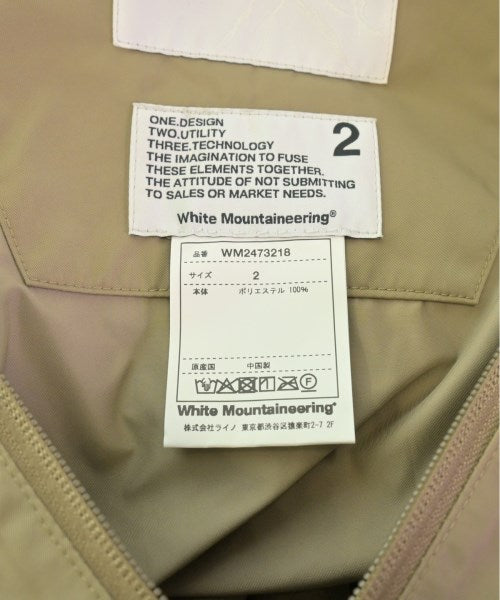 ONE.DESIGN
TWO.UTILITY
THREE.TECHNOLOGY
THE IMAGINATION TO FUSE
THESE ELEMENTS TOGETHER.
THE ATTITUDE OF NOT SUBMITTING
TO SALES OR MARKET NEEDS.
2
White Mountaineering®
品番 WM2473218
サイズ 2
本体 ポリエステル 100%
原産国 中国製
White Mountaineering®
株式会社ライノ 東京都渋谷区猿楽町2-7 2F